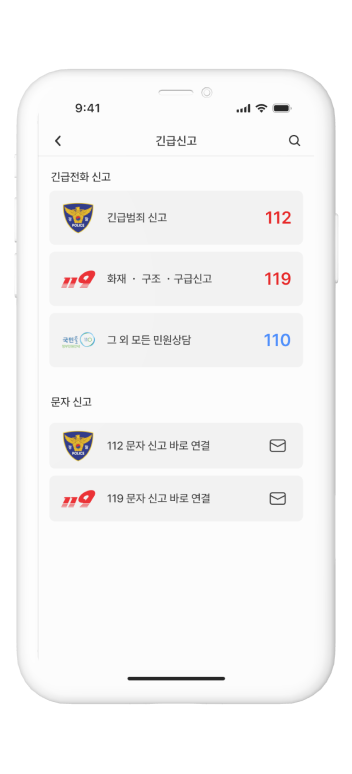 9:41
긴급신고
긴급전화 신고
POLICE
긴급범죄 신고
112
119
화재 · 구조 · 구급신고
119
국민콜 110
그 외 모든 민원상담
110
문자 신고
POLICE
112 문자 신고 바로 연결
119
119 문자 신고 바로 연결